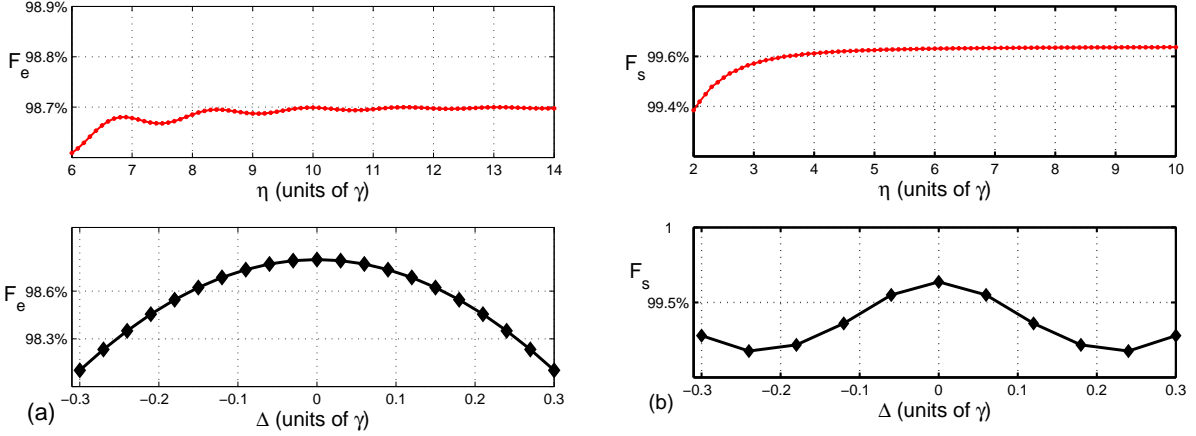 98.9%
98.8%
98.7%
F_e
6 7 8 9 10 11 12 13 14
η (units of γ)
98.6%
98.3%
F_e
−0.3 −0.2 −0.1 0 0.1 0.2 0.3
Δ (units of γ)
(a)
99.6%
99.4%
F_s
2 3 4 5 6 7 8 9 10
η (units of γ)
1
99.5%
F_s
−0.3 −0.2 −0.1 0 0.1 0.2 0.3
Δ (units of γ)
(b)